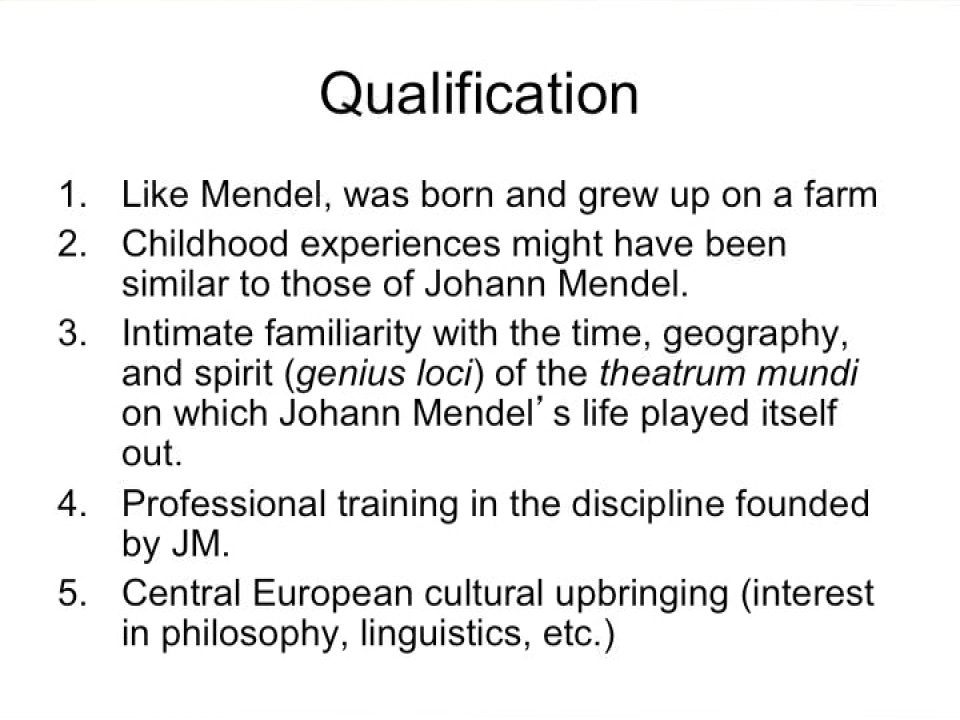 Qualification
1. Like Mendel, was born and grew up on a farm
2. Childhood experiences might have been
similar to those of Johann Mendel.
3. Intimate familiarity with the time, geography,
and spirit (genius loci) of the theatrum mundi
on which Johann Mendel’s life played itself
out.
4. Professional training in the discipline founded
by JM.
5. Central European cultural upbringing (interest
in philosophy, linguistics, etc.)